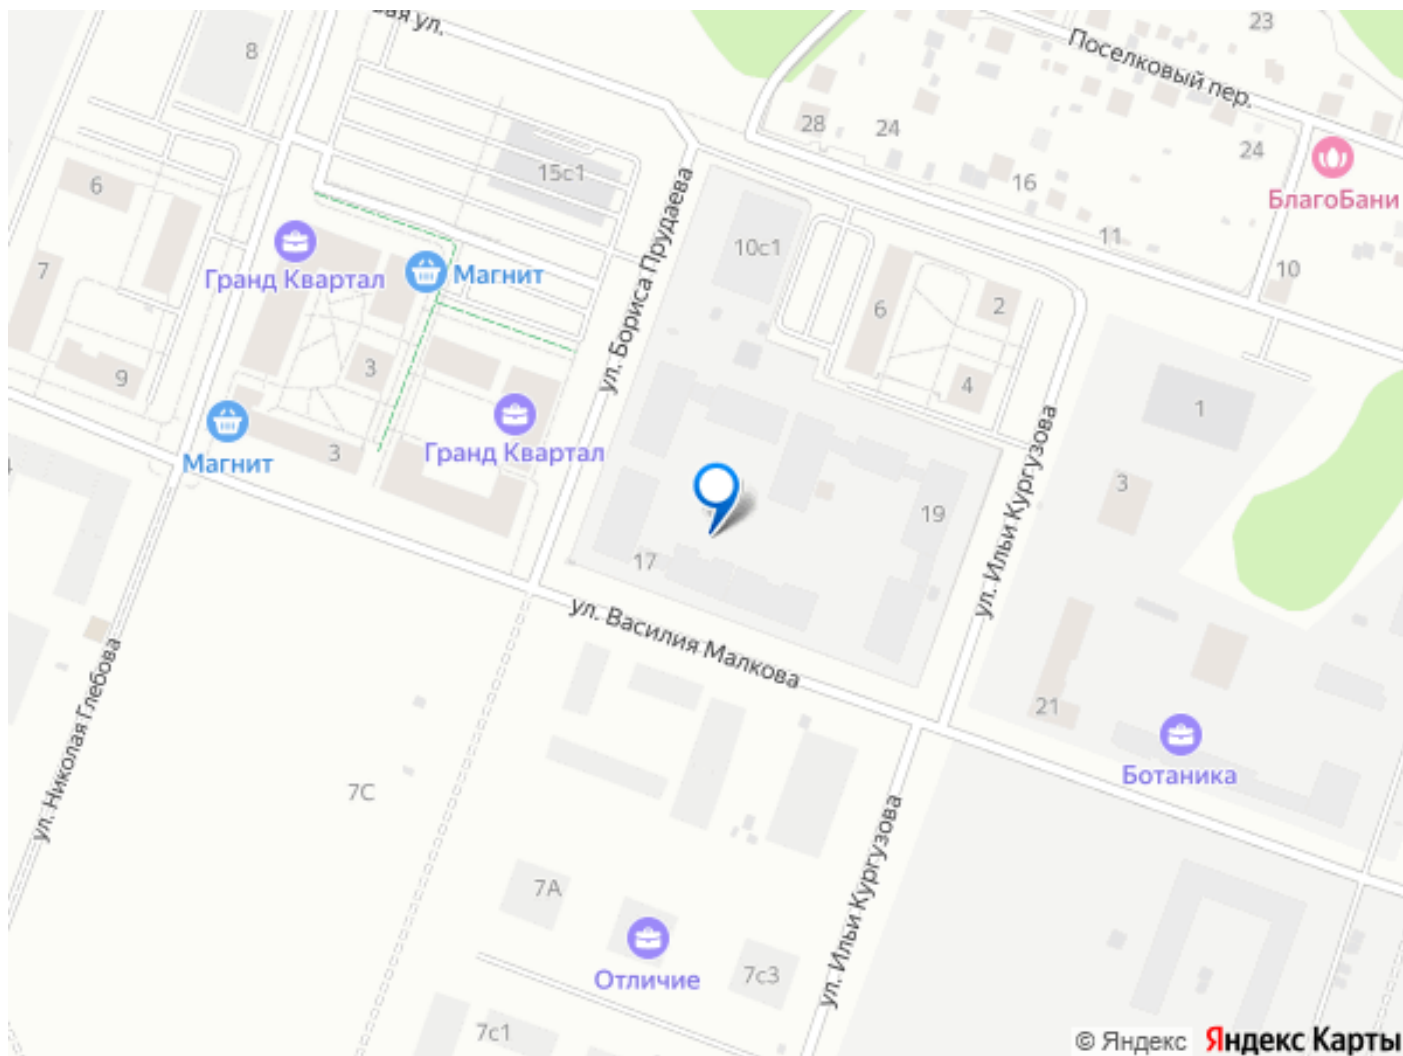 вая ул.
23
Поселковый пер.
8
28
24
24
15с1
16
БлагоБани
6
ул. Бориса Прудаева
10с1
11
7
Гранд Квартал
Магнит
10
6
2
3
9
4
1
Гранд Квартал
3
Магнит
ул. Ильи Кургузова
3
19
17
ул. Василия Малкова
ул. Николая Глебова
21
Ботаника
7С
ул. Ильи Кургузова
7А
Отличие
7с3
7с1
© Яндекс Яндекс Карты